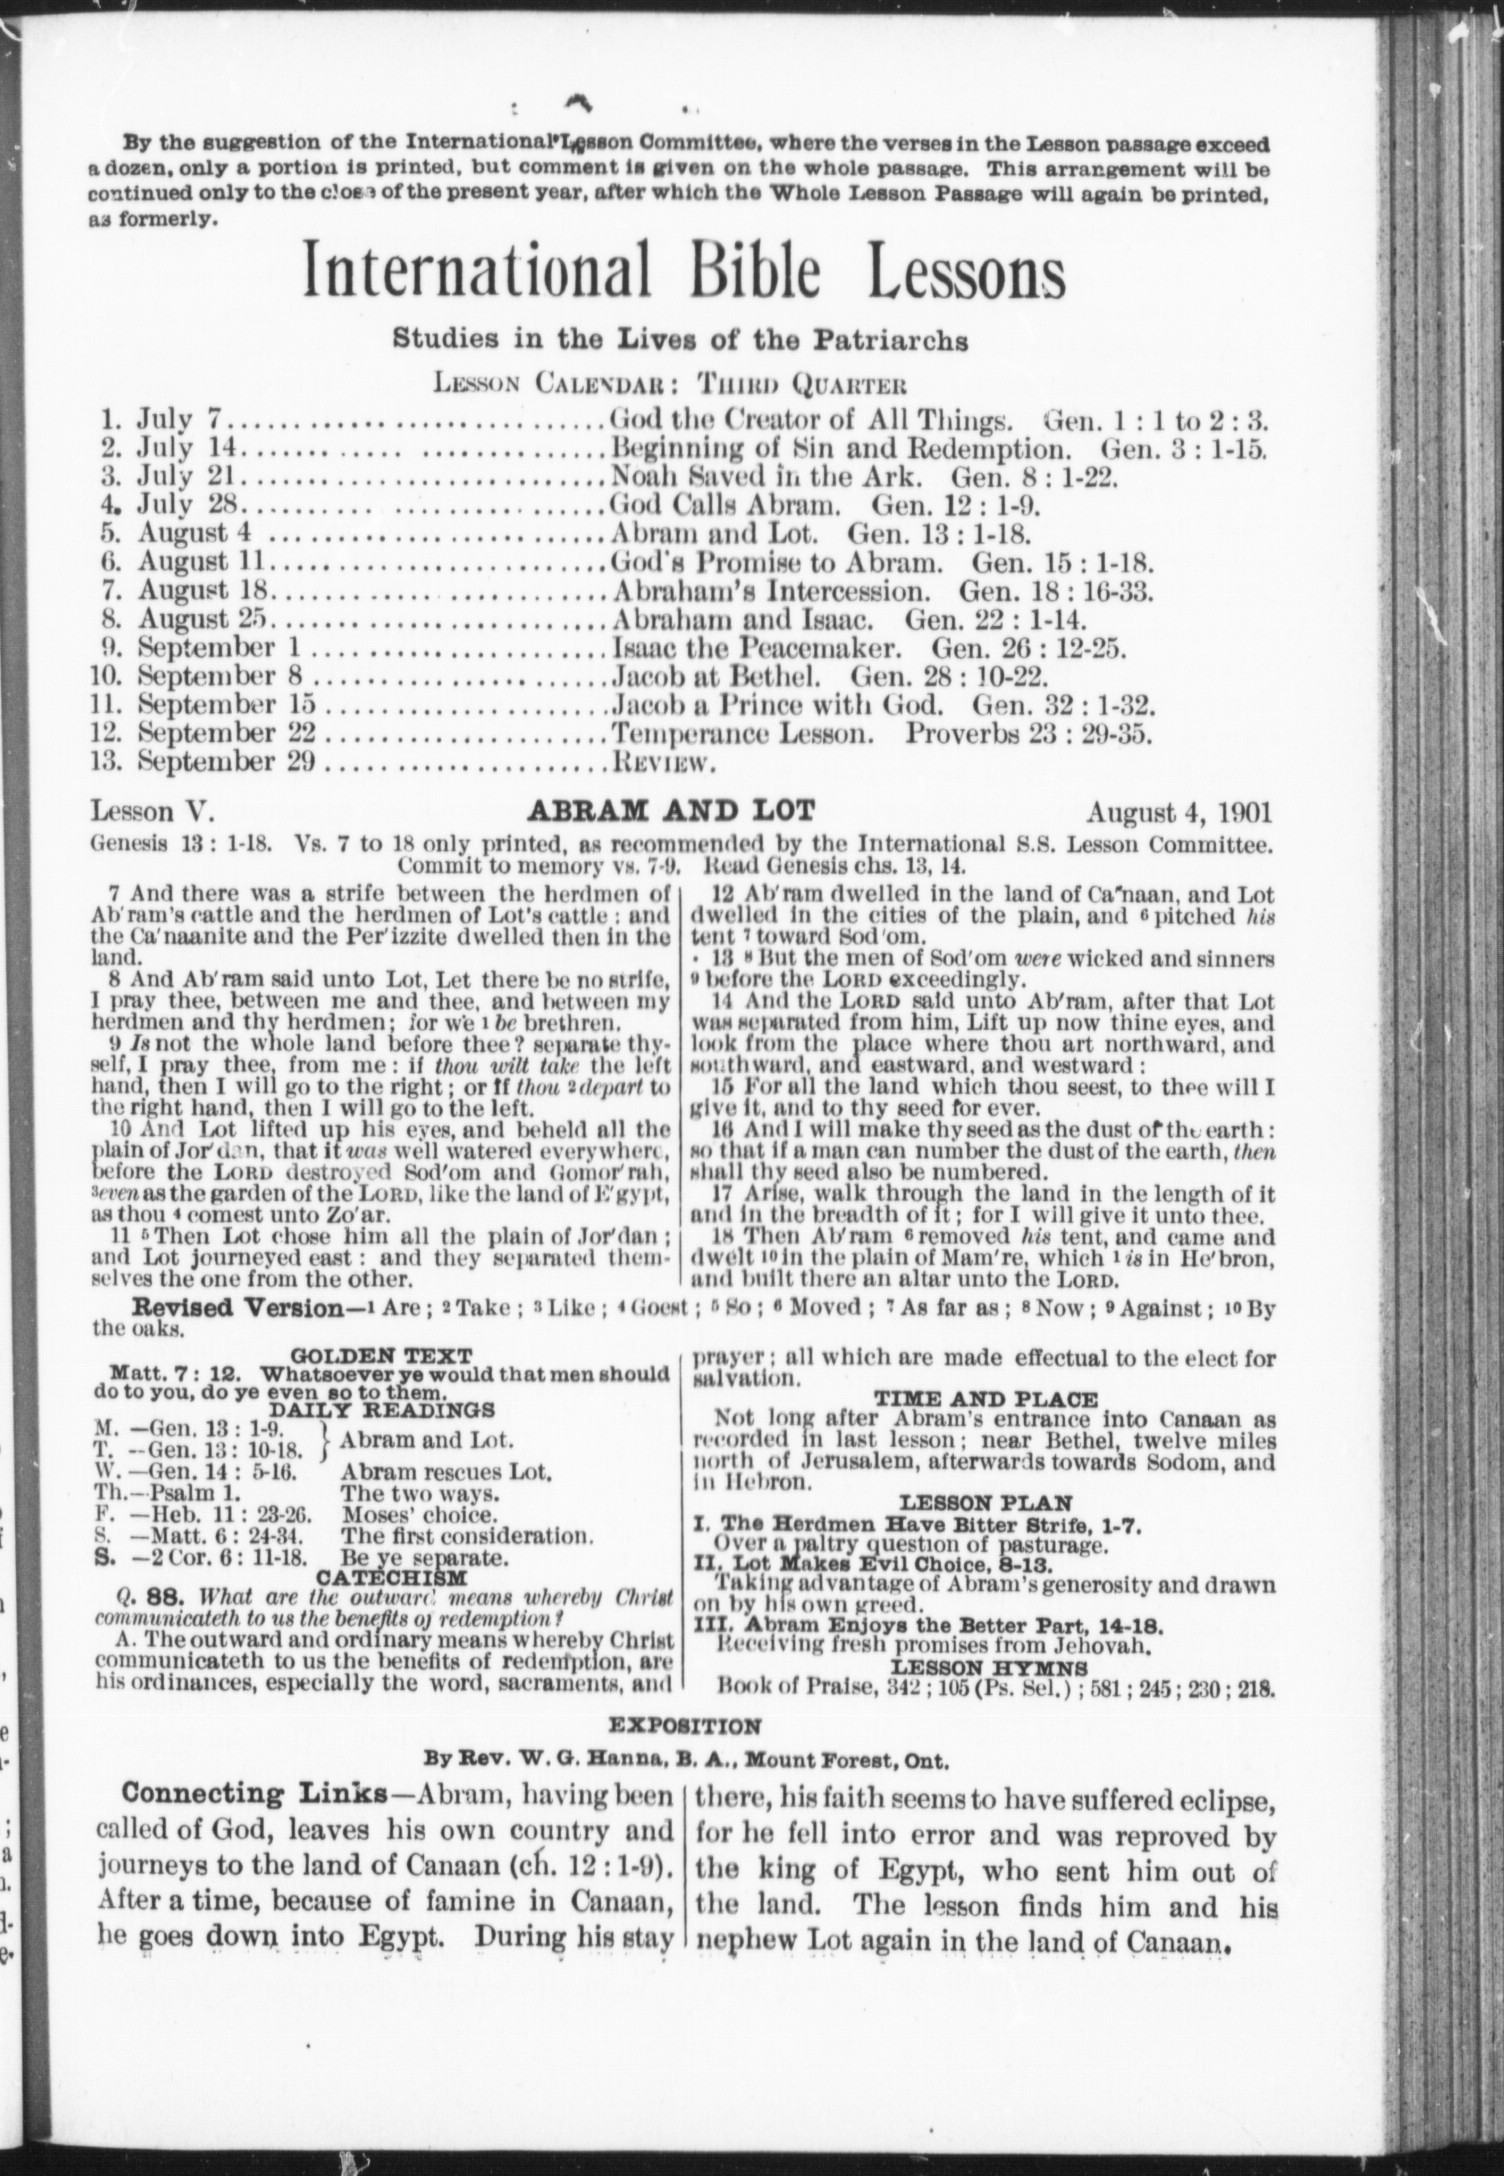 By the suggestion of the International Lesson Committee, where the verses in the Lesson passage exceed
a dozen, only a portion is printed, but comment is given on the whole passage. This arrangement will be
continued only to the close of the present year, after which the Whole Lesson Passage will again be printed,
as formerly.
International Bible Lessons
Studies in the Lives of the Patriarchs
LESSON CALENDAR: THIRD QUARTER
1. July 7............................God the Creator of All Things. Gen. 1 : 1 to 2 : 3.
2. July 14...........................Beginning of Sin and Redemption. Gen. 3 : 1-15.
3. July 21...........................Noah Saved in the Ark. Gen. 8 : 1-22.
4. July 28...........................God Calls Abram. Gen. 12 : 1-9.
5. August 4 .........................Abram and Lot. Gen. 13 : 1-18.
6. August 11.........................God's Promise to Abram. Gen. 15 : 1-18.
7. August 18.........................Abraham's Intercession. Gen. 18 : 16-33.
8. August 25.........................Abraham and Isaac. Gen. 22 : 1-14.
9. September 1 ......................Isaac the Peacemaker. Gen. 26 : 12-25.
10. September 8 ......................Jacob at Bethel. Gen. 28 : 10-22.
11. September 15 .....................Jacob a Prince with God. Gen. 32 : 1-32.
12. September 22 .....................Temperance Lesson. Proverbs 23 : 29-35.
13. September 29 .....................REVIEW.
Lesson V. ABRAM AND LOT August 4, 1901
Genesis 13 : 1-18. Vs. 7 to 18 only printed, as recommended by the International S.S. Lesson Committee.
Commit to memory vs. 7-9. Read Genesis chs. 13, 14.
7 And there was a strife between the herdmen of
Ab'ram's cattle and the herdmen of Lot's cattle : and
the Ca'naanite and the Per'izzite dwelled then in the
land.
8 And Ab'ram said unto Lot, Let there be no strife,
I pray thee, between me and thee, and between my
herdmen and thy herdmen; for we 1 be brethren.
9 Is not the whole land before thee? separate thy-
self, I pray thee, from me : if thou wilt take the left
hand, then I will go to the right ; or if thou 2 depart to
the right hand, then I will go to the left.
10 And Lot lifted up his eyes, and beheld all the
plain of Jor'dan, that it was well watered everywhere,
before the LORD destroyed Sod'om and Gomor'rah,
3 even as the garden of the LORD, like the land of E'gypt,
as thou 4 comest unto Zo'ar.
11 5 Then Lot chose him all the plain of Jor'dan ;
and Lot journeyed east : and they separated them-
selves the one from the other.
12 Ab'ram dwelled in the land of Ca'naan, and Lot
dwelled in the cities of the plain, and 6 pitched his
tent 7 toward Sod'om.
13 8 But the men of Sod'om were wicked and sinners
9 before the LORD exceedingly.
14 And the LORD said unto Ab'ram, after that Lot
was separated from him, Lift up now thine eyes, and
look from the place where thou art northward, and
southward, and eastward, and westward :
15 For all the land which thou seest, to thee will I
give it, and to thy seed for ever.
16 And I will make thy seed as the dust of the earth :
so that if a man can number the dust of the earth, then
shall thy seed also be numbered.
17 Arise, walk through the land in the length of it
and in the breadth of it ; for I will give it unto thee.
18 Then Ab'ram 6 removed his tent, and came and
dwelt 10 in the plain of Mam're, which 1 is in He'bron,
and built there an altar unto the LORD.
Revised Version—1 Are ; 2 Take ; 3 Like ; 4 Goest ; 5 So ; 6 Moved ; 7 As far as ; 8 Now ; 9 Against ; 10 By
the oaks.
GOLDEN TEXT
Matt. 7 : 12. Whatsoever ye would that men should
do to you, do ye even so to them.
DAILY READINGS
M. —Gen. 13 : 1-9.
T. —Gen. 13 : 10-18. } Abram and Lot.
W. —Gen. 14 : 5-16. Abram rescues Lot.
Th.—Psalm 1. The two ways.
F. —Heb. 11 : 23-26. Moses' choice.
S. —Matt. 6 : 24-34. The first consideration.
S. —2 Cor. 6 : 11-18. Be ye separate.
CATECHISM
Q. 88. What are the outward means whereby Christ
communicateth to us the benefits of redemption?
A. The outward and ordinary means whereby Christ
communicateth to us the benefits of redemption, are
his ordinances, especially the word, sacraments, and
prayer ; all which are made effectual to the elect for
salvation.
TIME AND PLACE
Not long after Abram's entrance into Canaan as
recorded in last lesson ; near Bethel, twelve miles
north of Jerusalem, afterwards towards Sodom, and
in Hebron.
LESSON PLAN
I. The Herdmen Have Bitter Strife, 1-7.
Over a paltry question of pasturage.
II. Lot Makes Evil Choice, 8-13.
Taking advantage of Abram's generosity and drawn
on by his own greed.
III. Abram Enjoys the Better Part, 14-18.
Receiving fresh promises from Jehovah.
LESSON HYMNS
Book of Praise, 342 ; 105 (Ps. Sel.) ; 581 ; 245 ; 230 ; 218.
EXPOSITION
By Rev. W. G. Hanna, B. A., Mount Forest, Ont.
Connecting Links—Abram, having been
called of God, leaves his own country and
journeys to the land of Canaan (ch. 12 : 1-9).
After a time, because of famine in Canaan,
he goes down into Egypt. During his stay
there, his faith seems to have suffered eclipse,
for he fell into error and was reproved by
the king of Egypt, who sent him out of
the land. The lesson finds him and his
nephew Lot again in the land of Canaan.